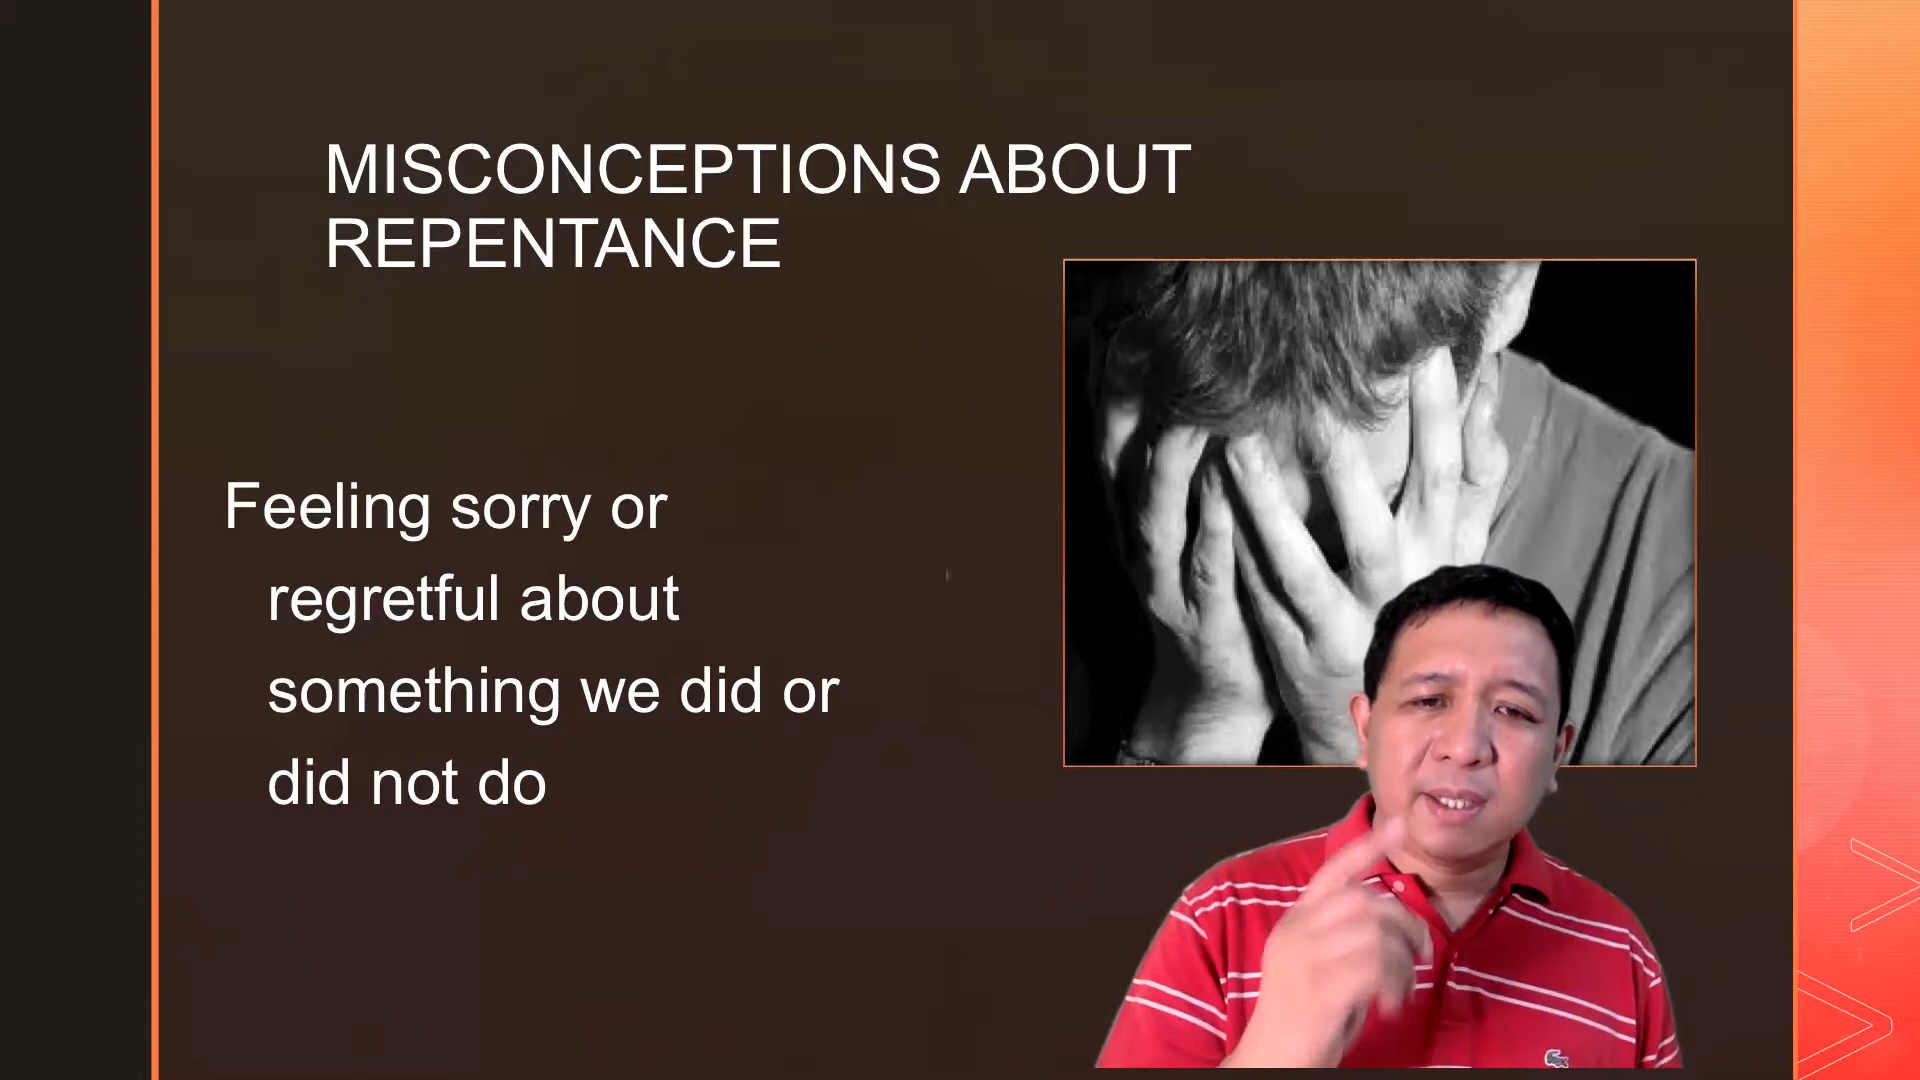 MISCONCEPTIONS ABOUT
REPENTANCE
Feeling sorry or
regretful about
something we did or
did not do